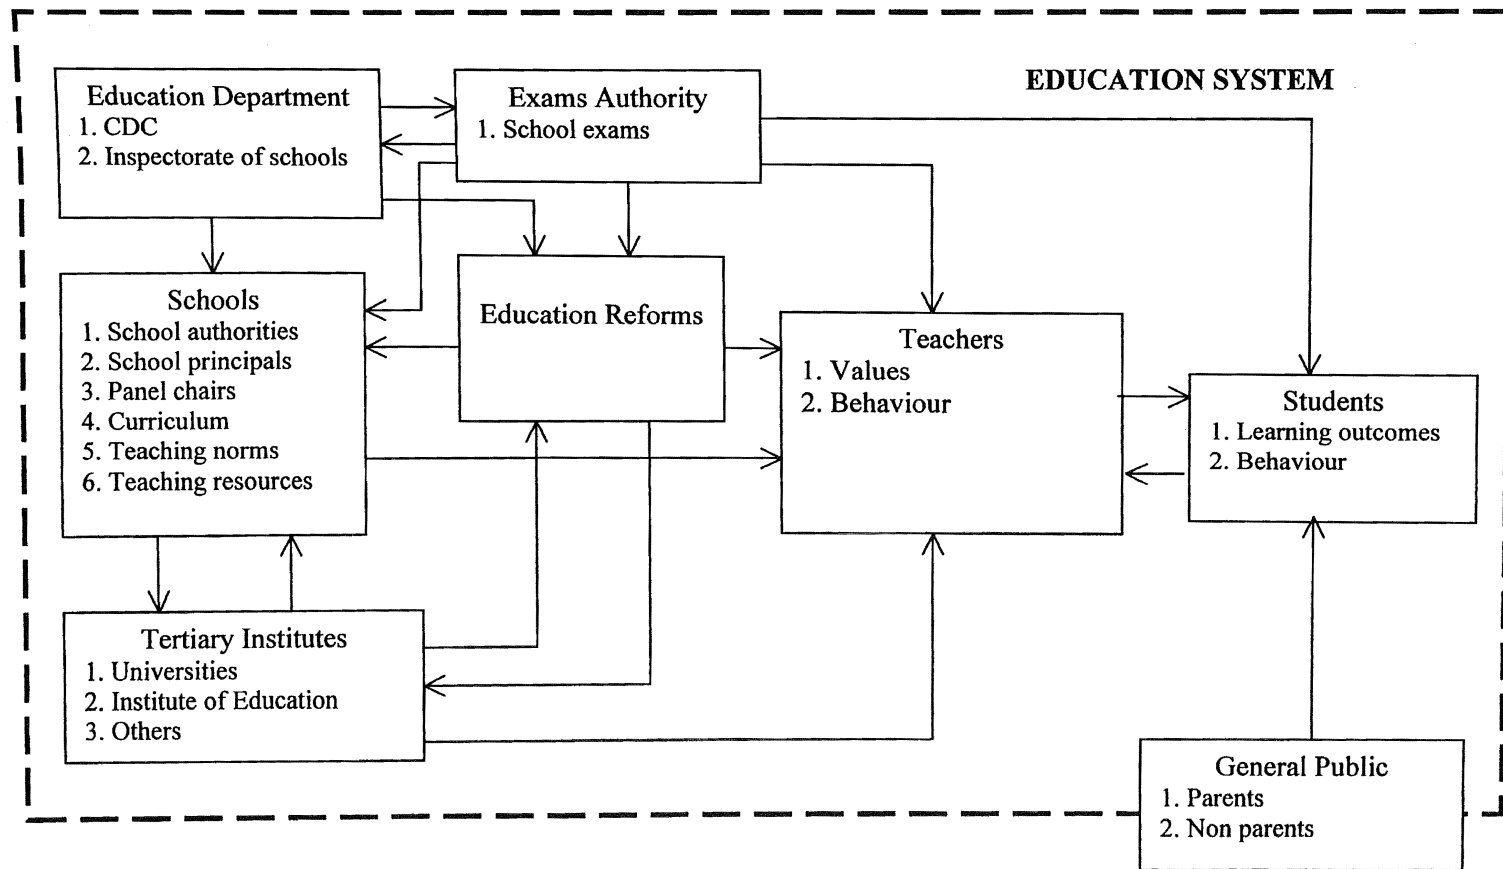 EDUCATION SYSTEM
Education Department
1. CDC
2. Inspectorate of schools
Exams Authority
1. School exams
Schools
1. School authorities
2. School principals
3. Panel chairs
4. Curriculum
5. Teaching norms
6. Teaching resources
Education Reforms
Teachers
1. Values
2. Behaviour
Students
1. Learning outcomes
2. Behaviour
Tertiary Institutes
1. Universities
2. Institute of Education
3. Others
General Public
1. Parents
2. Non parents